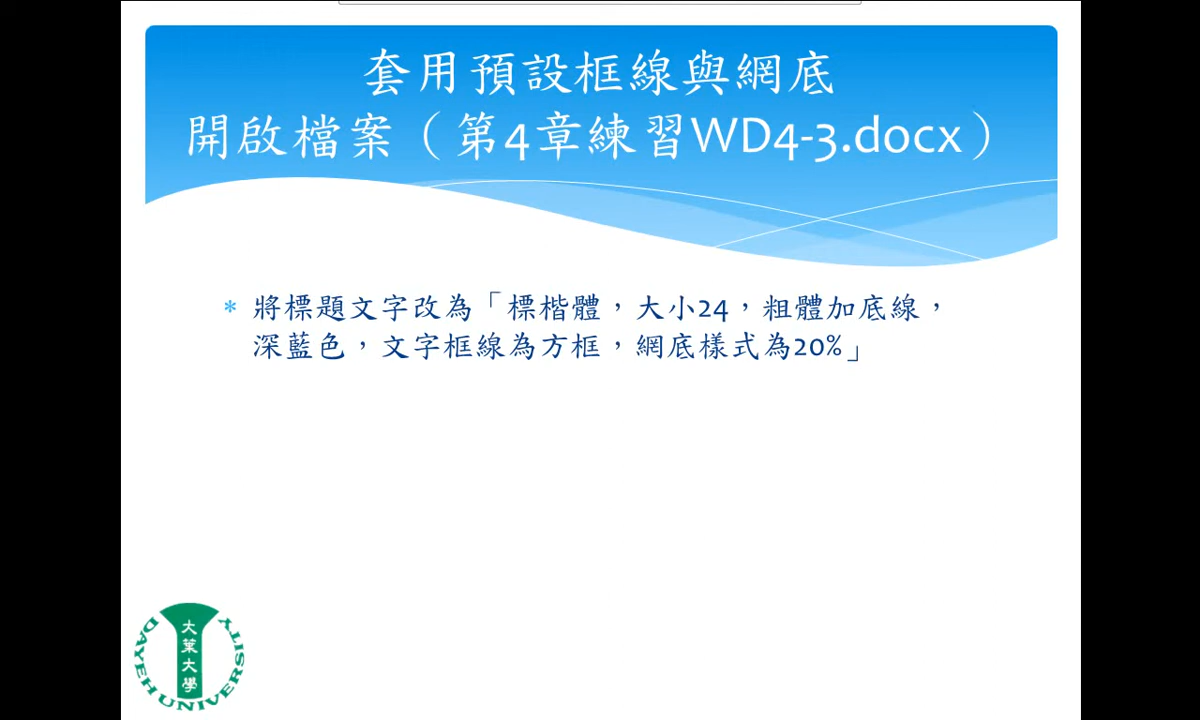 套用預設框線與網底
開啟檔案（第4章練習WD4-3.docx）
* 將標題文字改為「標楷體，大小24，粗體加底線，
深藍色，文字框線為方框，網底樣式為20%」
大葉大學
DAYEH UNIVERSITY